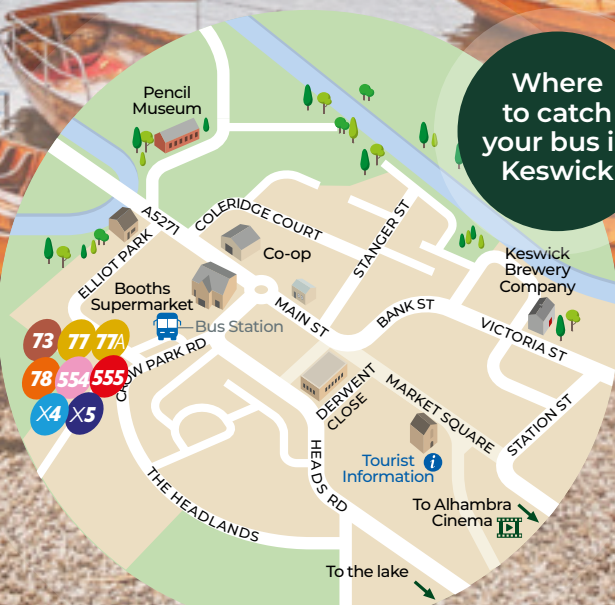 Where
to catch
your bus i
Keswick
Pencil
Museum
A5271
COLERIDGE COURT
STANGER ST
ELLIOT PARK
Co-op
Keswick
Brewery
Company
Booths
Supermarket
MAIN ST
BANK ST
VICTORIA ST
Bus Station
73 77 77A
78 554 555
X4 X5
CROW PARK RD
DERWENT
CLOSE
MARKET SQUARE
STATION ST
HEADS RD
Tourist
Information i
THE HEADLANDS
To Alhambra
Cinema
To the lake